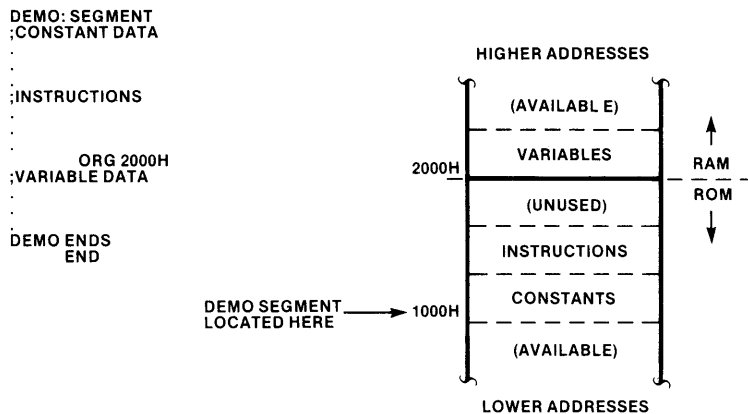 DEMO: SEGMENT
;CONSTANT DATA
.
.
.
;INSTRUCTIONS
.
.
.
ORG 2000H
;VARIABLE DATA
.
.
.
DEMO ENDS
END
HIGHER ADDRESSES
(AVAILABLE)
VARIABLES
2000H
RAM
ROM
(UNUSED)
INSTRUCTIONS
CONSTANTS
DEMO SEGMENT
LOCATED HERE
1000H
(AVAILABLE)
LOWER ADDRESSES